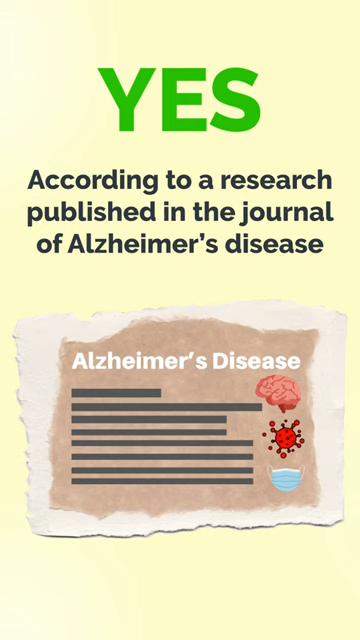 YES
According to a research
published in the journal
of Alzheimer's disease
Alzheimer's Disease